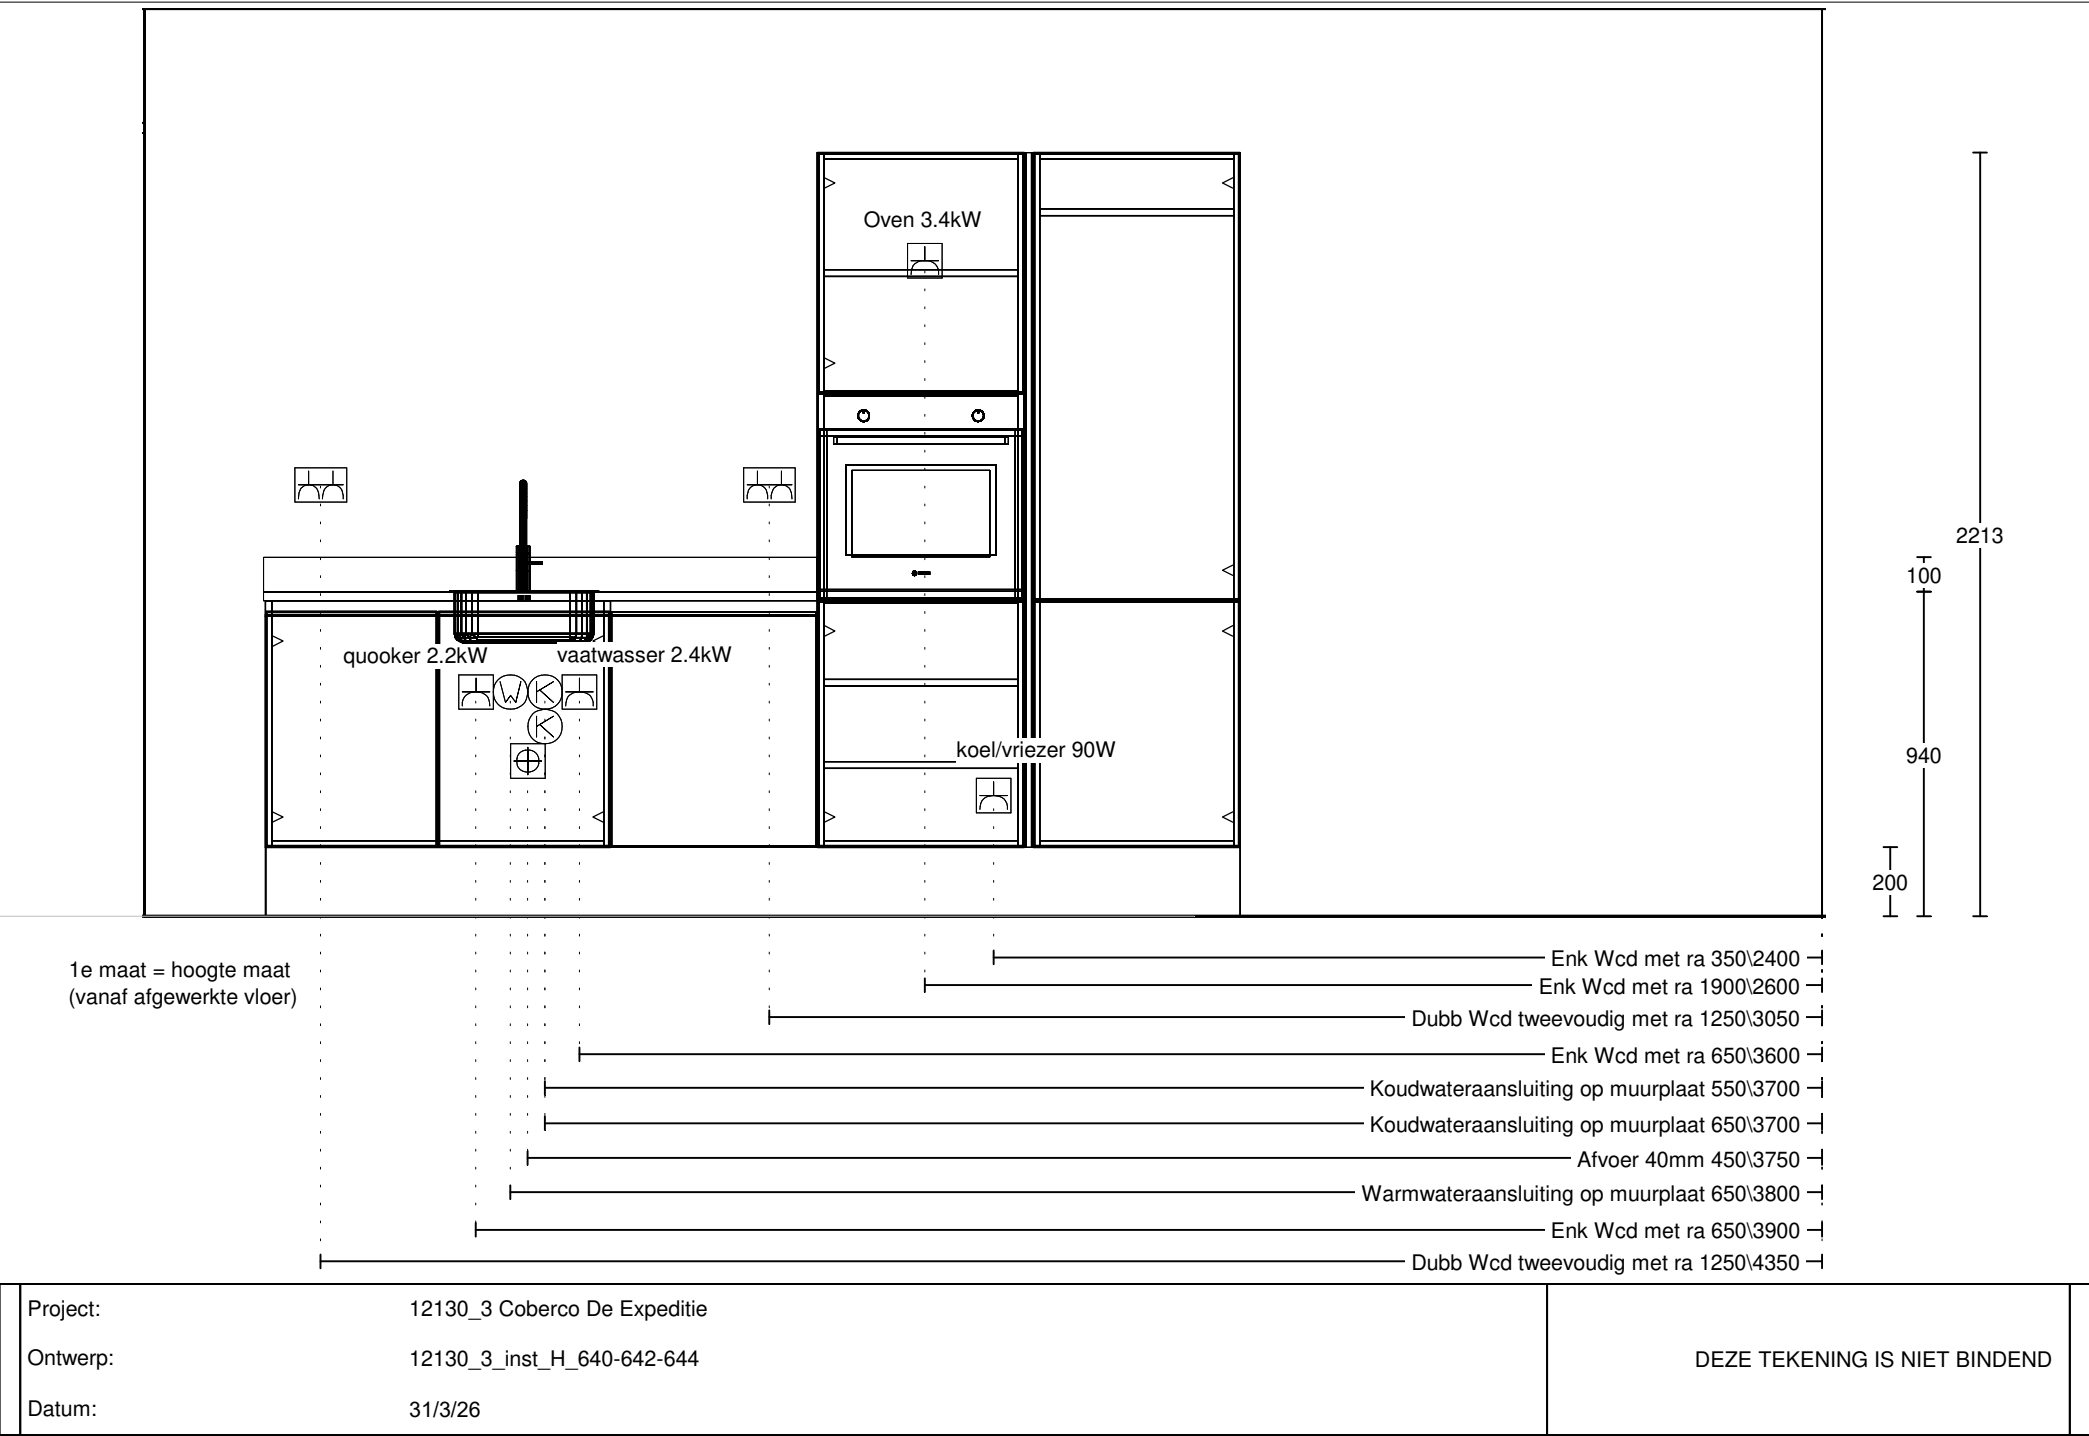 Oven 3.4kW
2213
100
quooker 2.2kW
vaatwasser 2.4kW
W
K
K
koel/vriezer 90W
940
200
1e maat = hoogte maat
(vanaf afgewerkte vloer)
Enk Wcd met ra 350\2400
Enk Wcd met ra 1900\2600
Dubb Wcd tweevoudig met ra 1250\3050
Enk Wcd met ra 650\3600
Koudwateraansluiting op muurplaat 550\3700
Koudwateraansluiting op muurplaat 650\3700
Afvoer 40mm 450\3750
Warmwateraansluiting op muurplaat 650\3800
Enk Wcd met ra 650\3900
Dubb Wcd tweevoudig met ra 1250\4350
Project: 12130_3 Coberco De Expeditie
Ontwerp: 12130_3_inst_H_640-642-644
Datum: 31/3/26
DEZE TEKENING IS NIET BINDEND